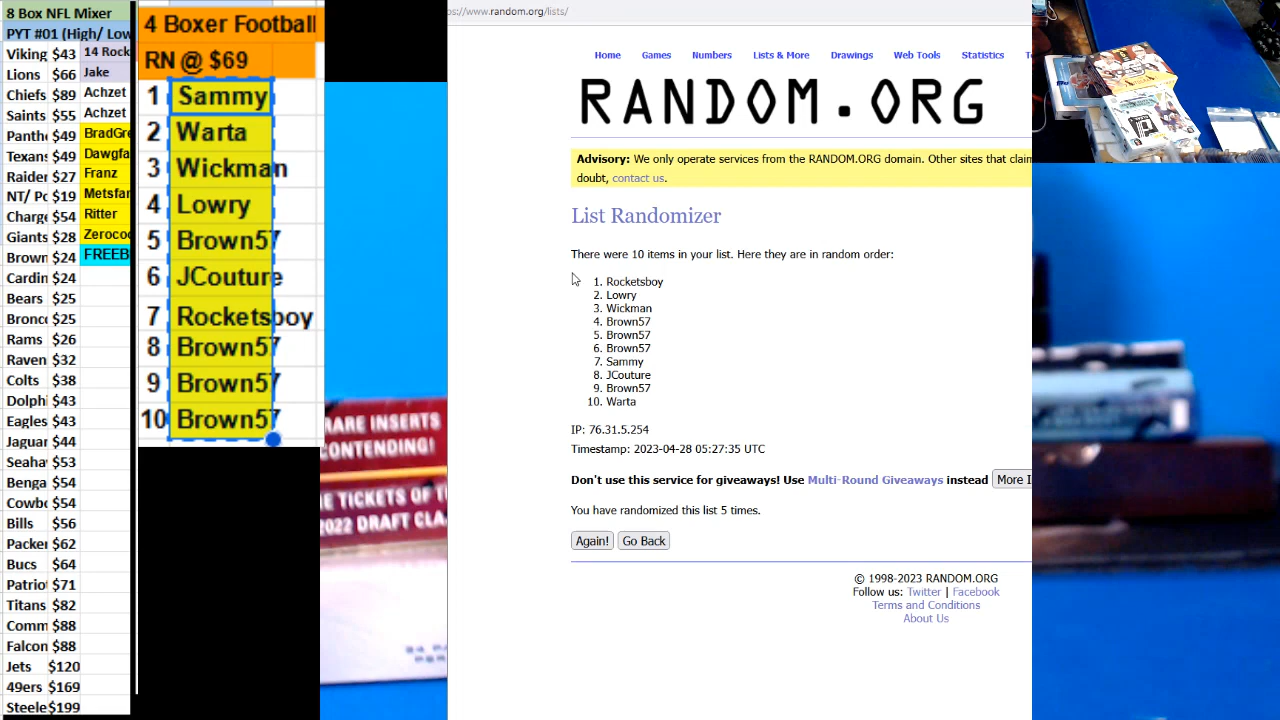 8 Box NFL Mixer
PYT #01 (High/ Low
Viking $43 14 Rock
Lions $66 Jake
Chiefs $89 Achzet
Saints $55 Achzet
Panthe $49 BradGre
Texans $49 Dawgfa
Raider $27 Franz
NT/ Po $19 Metsfan
Charge $54 Ritter
Giants $28 Zerocoo
Brown $24 FREEB
Cardin $24
Bears $25
Bronco $25
Rams $26
Raven $32
Colts $38
Dolph $43
Eagles $43
Jaguar $44
Seaha $53
Benga $54
Cowbo $54
Bills $56
Packer $62
Bucs $64
Patrio $71
Titans $82
Comm $88
Falcon $88
Jets $120
49ers $169
Steele $199
4 Boxer Football
RN @ $69
1 Sammy
2 Warta
3 Wickman
4 Lowry
5 Brown57
6 JCouture
7 Rocketsboy
8 Brown57
9 Brown57
10 Brown57
RARE INSERTS
CONTENDING!
TICKETS OF
2022 DRAFT CLA
s://www.random.org/lists/
Home Games Numbers Lists & More Drawings Web Tools Statistics
RANDOM.ORG
Advisory: We only operate services from the RANDOM.ORG domain. Other sites that claim
doubt, contact us.
List Randomizer
There were 10 items in your list. Here they are in random order:
1. Rocketsboy
2. Lowry
3. Wickman
4. Brown57
5. Brown57
6. Brown57
7. Sammy
8. JCouture
9. Brown57
10. Warta
IP: 76.31.5.254
Timestamp: 2023-04-28 05:27:35 UTC
Don't use this service for giveaways! Use Multi-Round Giveaways instead More I
You have randomized this list 5 times.
Again! Go Back
© 1998-2023 RANDOM.ORG
Follow us: Twitter | Facebook
Terms and Conditions
About Us